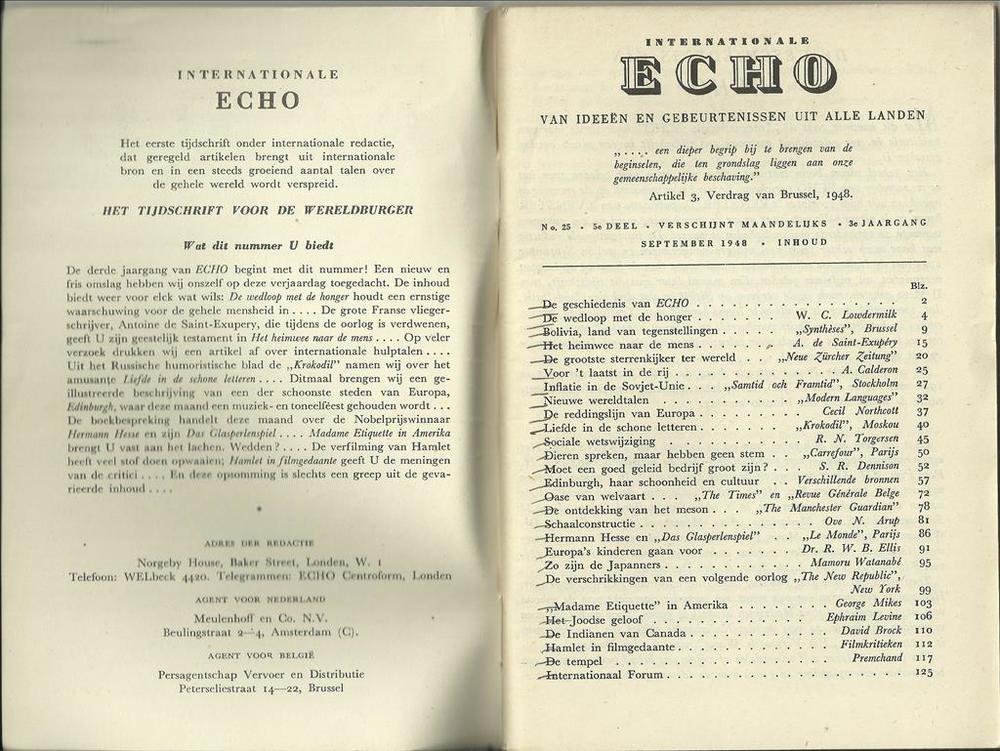 INTERNATIONALE
ECHO
Het eerste tijdschrift onder internationale redactie,
dat geregeld artikelen brengt uit internationale
bron en in een steeds groeiend aantal talen over
de gehele wereld wordt verspreid.
HET TIJDSCHRIFT VOOR DE WERELDBURGER
Wat dit nummer U biedt
De derde jaargang van ECHO begint met dit nummer! Een nieuw en
fris omslag hebben wij onszelf op deze verjaardag toegedacht. De inhoud
biedt weer voor elck wat wils: De wedloop met de honger houdt een ernstige
waarschuwing voor de gehele mensheid in . . . . De grote Franse vlieger-
schrijver, Antoine de Saint-Exupery, die tijdens de oorlog is verdwenen,
geeft U zijn geestelijk testament in Het heimwee naar de mens . . . . Op veler
verzoek drukken wij een artikel af over internationale hulptalen . . . .
Uit het Russische humoristische blad de „Krokodil” namen wij over het
amusante Liefde in de schone letteren . . . . Ditmaal brengen wij een ge-
illustreerde beschrijving van een der schoonste steden van Europa,
Edinburgh, waar deze maand een muziek- en toneelfeest gehouden wordt . . .
De boekbespreking handelt deze maand over de Nobelprijswinnaar
Hermann Hesse en zijn Das Glasperlenspiel . . . . Madame Etiquette in Amerika
brengt U vast aan het lachen. Wedden ? . . . . De verfilming van Hamlet
heeft veel stof doen opwaaien; Hamlet in filmgedaante geeft U de meningen
van de critici . . . . En deze opsomming is slechts een greep uit de geva-
rieerde inhoud . . . .
ADRES DER REDACTIE
Norgeby House, Baker Street, Londen, W. 1
Telefoon: WELbeck 4420. Telegrammen: ECHO Centroform, Londen
AGENT VOOR NEDERLAND
Meulenhoff en Co. N.V.
Beulingstraat 2—4, Amsterdam (C).
AGENT VOOR BELGIË
Persagentschap Vervoer en Distributie
Peterseliestraat 14—22, Brussel
INTERNATIONALE
ECHO
VAN IDEEËN EN GEBEURTENISSEN UIT ALLE LANDEN
„ . . . . een dieper begrip bij te brengen van de
beginselen, die ten grondslag liggen aan onze
gemeenschappelijke beschaving.”
Artikel 3, Verdrag van Brussel, 1948.
No. 25 • 5e DEEL • VERSCHIJNT MAANDELIJKS • 3e JAARGANG
SEPTEMBER 1948 • INHOUD
Blz.
De geschiedenis van ECHO . . . . . . . . . . . . . . . . . 2
De wedloop met de honger . . . . . . . . W. C. Lowdermilk 4
Bolivia, land van tegenstellingen . . . . . „Synthèses”, Brussel 9
Het heimwee naar de mens . . . . . . . A. de Saint-Exupéry 15
De grootste sterrenkijker ter wereld . . „Neue Zürcher Zeitung” 20
Voor 't laatst in de rij . . . . . . . . . . . . . . A. Calderon 25
Inflatie in de Sovjet-Unie . . . „Samtid och Framtid”, Stockholm 27
Nieuwe wereldtalen . . . . . . . . . . . „Modern Languages” 32
De reddingslijn van Europa . . . . . . . . . Cecil Northcott 37
Liefde in de schone letteren . . . . . . . „Krokodil”, Moskou 40
Sociale wetswijziging . . . . . . . . . . . . R. N. Torgersen 45
Dieren spreken, maar hebben geen stem . . „Carrefour”, Parijs 50
Moet een goed geleid bedrijf groot zijn ? . . . S. R. Dennison 52
Edinburgh, haar schoonheid en cultuur . . Verschillende bronnen 57
Oase van welvaart . . . „The Times” en „Revue Générale Belge 72
De ontdekking van het meson . . . „The Manchester Guardian” 78
Schaalconstructie . . . . . . . . . . . . . . . Ove N. Arup 81
Hermann Hesse en „Das Glasperlenspiel” . . „Le Monde”, Parijs 86
Europa's kinderen gaan voor . . . . . . . . Dr. R. W. B. Ellis 91
Zo zijn de Japanners . . . . . . . . . . . . Mamoru Watanabé 95
De verschrikkingen van een volgende oorlog „The New Republic”,
New York 99
„Madame Etiquette” in Amerika . . . . . . . . George Mikes 103
Het Joodse geloof . . . . . . . . . . . . . Ephraim Levine 106
De Indianen van Canada . . . . . . . . . . . . David Brock 110
Hamlet in filmgedaante . . . . . . . . . . . . Filmkritieken 112
De tempel . . . . . . . . . . . . . . . . . . . Premchand 117
Internationaal Forum . . . . . . . . . . . . . . . . . . . 125